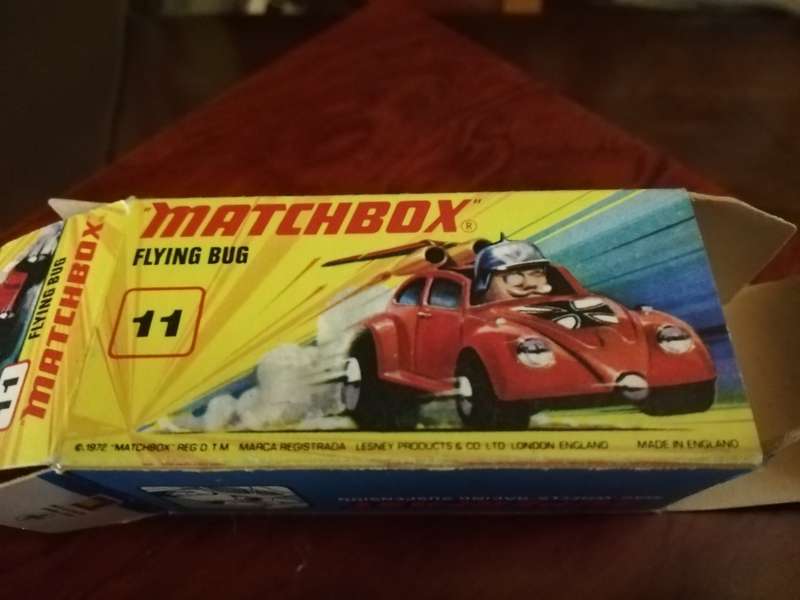 "MATCHBOX"®
FLYING BUG
11
©.1972 "MATCHBOX" REG'D. T.M. MARCA REGISTRADA LESNEY PRODUCTS & CO. LTD. LONDON ENGLAND MADE IN ENGLAND
FLYING BUG
"MATCHBOX
11